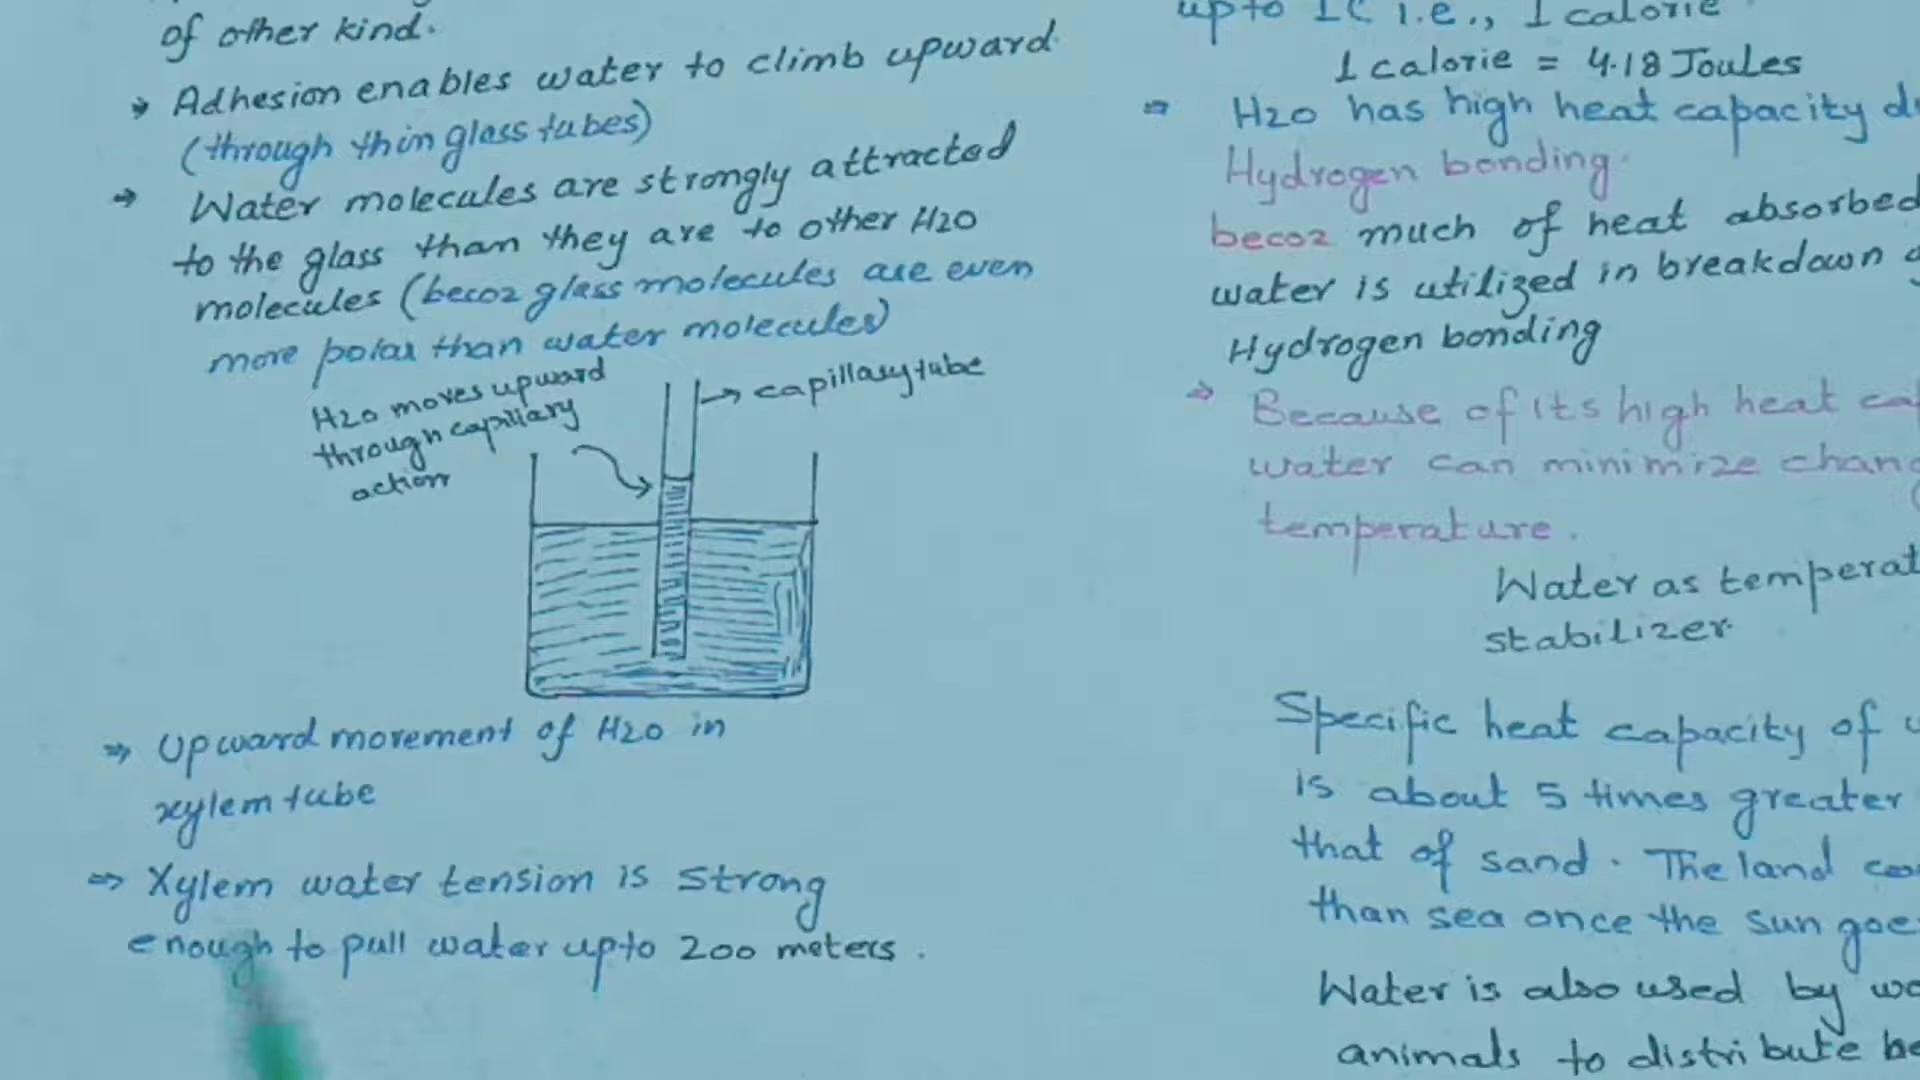 of other kind.
→ Adhesion enables water to climb upward
(through thin glass tubes)
→ Water molecules are strongly attracted
to the glass than they are to other H2O
molecules (becoz glass molecules are even
more polar than water molecules)
H2O moves upward
through capillary
action
→ capillary tube
⇒ Upward movement of H2O in
xylem tube
⇒ Xylem water tension is strong
enough to pull water upto 200 meters.
upto 1C i.e., 1 calorie
1 calorie = 4.18 Joules
⇒ H2O has high heat capacity
Hydrogen bonding.
becoz much of heat absorbed
water is utilized in breakdown
Hydrogen bonding
⇒ Because of its high heat
water can minimize
temperature.
Water as
stabilizer.
Specific heat capacity of
is about 5 times greater
that of sand. The land
than sea once the sun
Water is also used by
animals to distribute